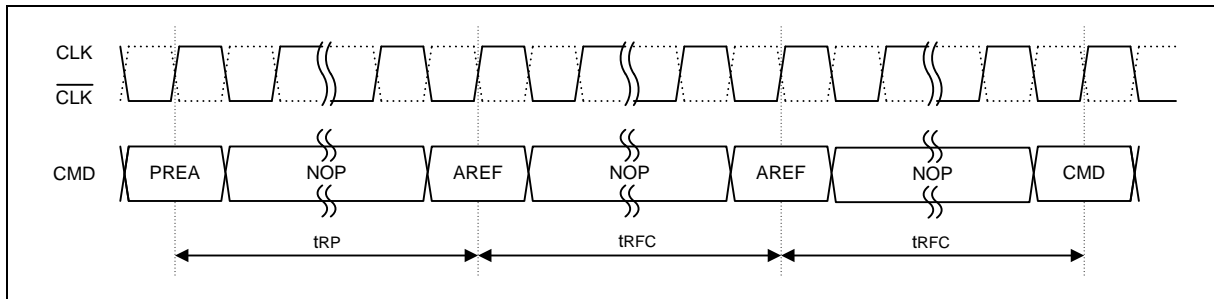 CLK
CLK
CMD PREA NOP AREF NOP AREF NOP CMD
tRP tRFC tRFC